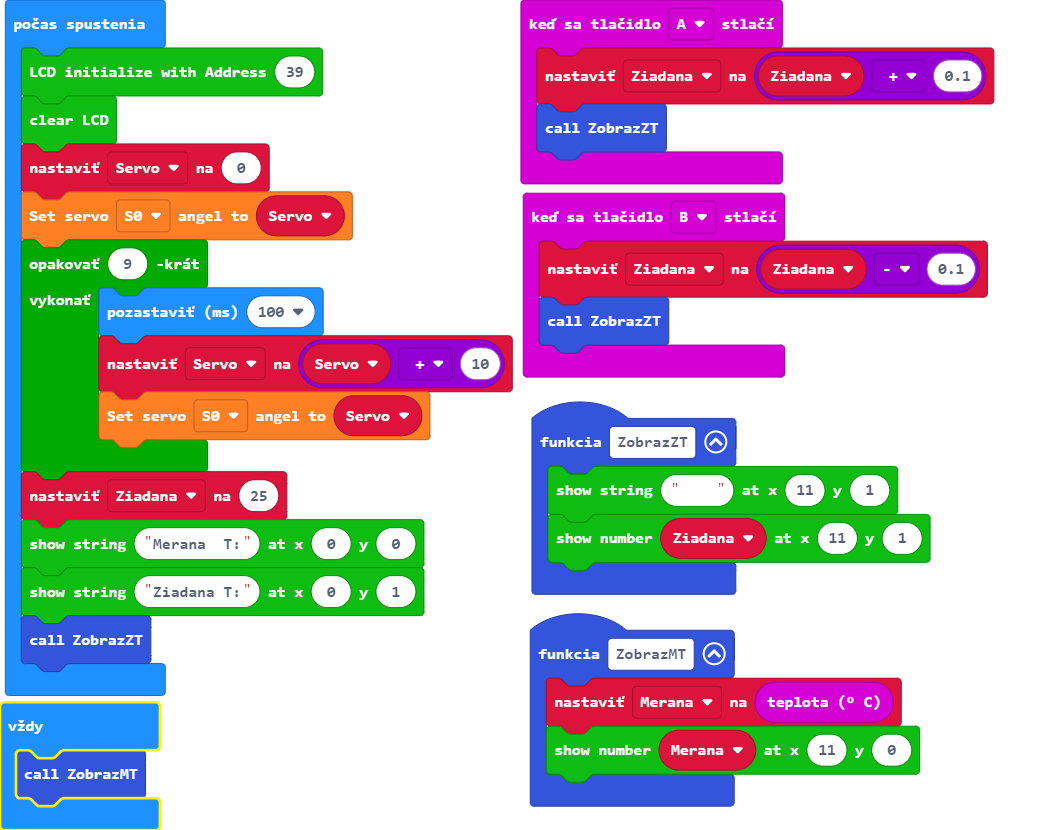 počas spustenia
LCD initialize with Address 39
clear LCD
nastaviť Servo na 0
Set servo S0 angel to Servo
opakovať 9 -krát
vykonať
pozastaviť (ms) 100
nastaviť Servo na Servo + 10
Set servo S0 angel to Servo
nastaviť Ziadana na 25
show string "Merana  T:" at x 0 y 0
show string "Ziadana T:" at x 0 y 1
call ZobrazZT
vždy
call ZobrazMT
keď sa tlačidlo A stlačí
nastaviť Ziadana na Ziadana + 0.1
call ZobrazZT
keď sa tlačidlo B stlačí
nastaviť Ziadana na Ziadana - 0.1
call ZobrazZT
funkcia ZobrazZT
show string "    " at x 11 y 1
show number Ziadana at x 11 y 1
funkcia ZobrazMT
nastaviť Merana na teplota (º C)
show number Merana at x 11 y 0